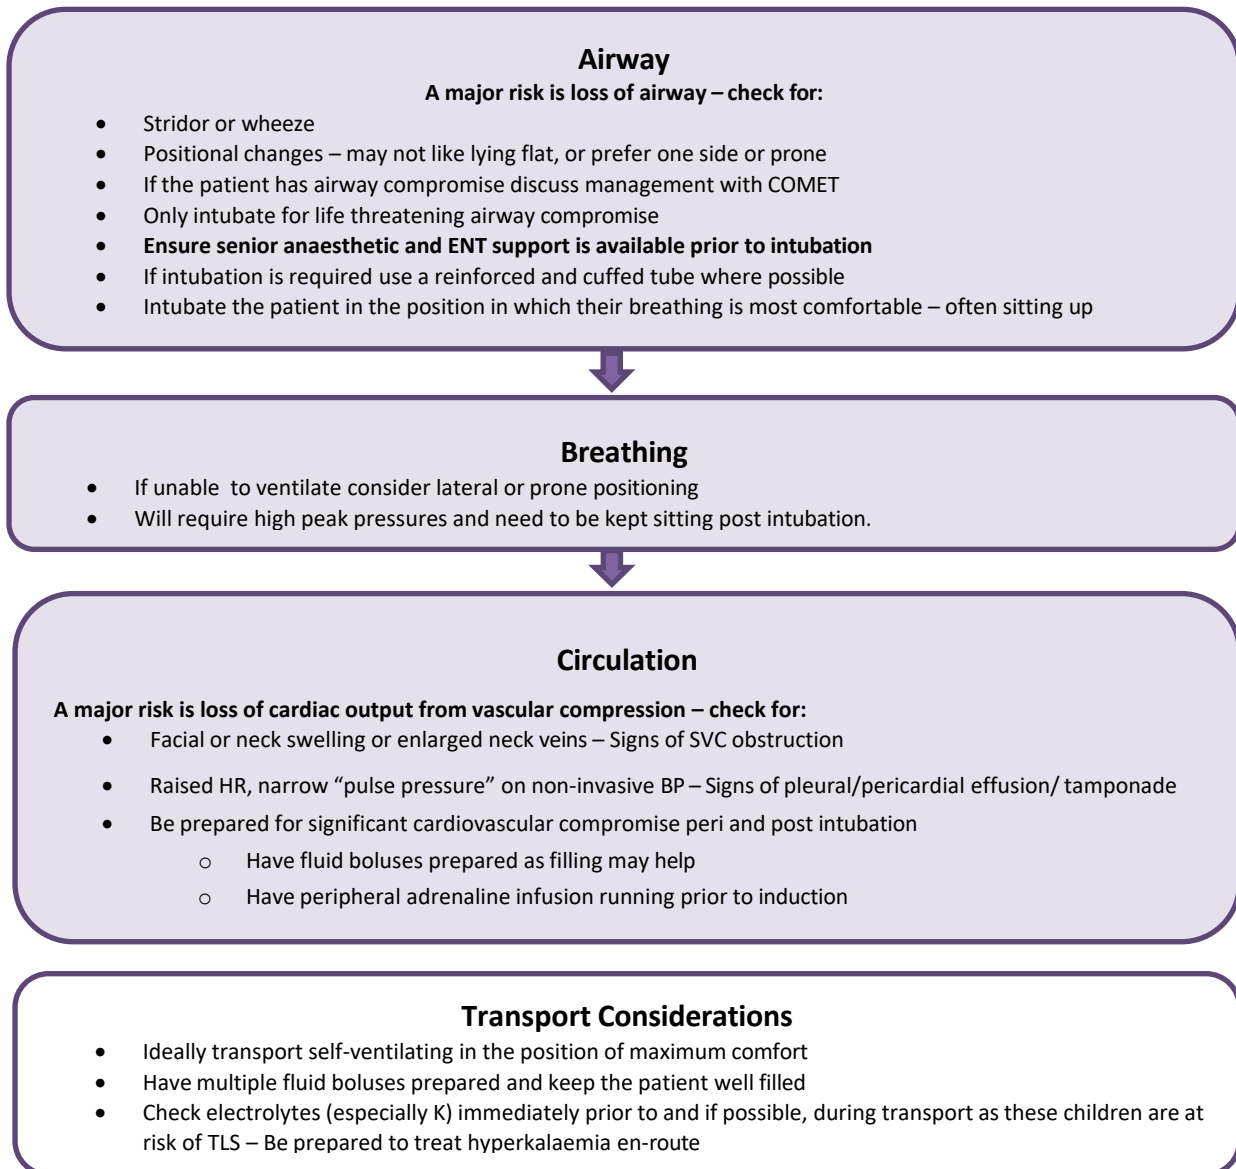 Airway
A major risk is loss of airway – check for:
• Stridor or wheeze
• Positional changes – may not like lying flat, or prefer one side or prone
• If the patient has airway compromise discuss management with COMET
• Only intubate for life threatening airway compromise
• Ensure senior anaesthetic and ENT support is available prior to intubation
• If intubation is required use a reinforced and cuffed tube where possible
• Intubate the patient in the position in which their breathing is most comfortable – often sitting up
Breathing
• If unable to ventilate consider lateral or prone positioning
• Will require high peak pressures and need to be kept sitting post intubation.
Circulation
A major risk is loss of cardiac output from vascular compression – check for:
• Facial or neck swelling or enlarged neck veins – Signs of SVC obstruction
• Raised HR, narrow “pulse pressure” on non-invasive BP – Signs of pleural/pericardial effusion/ tamponade
• Be prepared for significant cardiovascular compromise peri and post intubation
o Have fluid boluses prepared as filling may help
o Have peripheral adrenaline infusion running prior to induction
Transport Considerations
• Ideally transport self-ventilating in the position of maximum comfort
• Have multiple fluid boluses prepared and keep the patient well filled
• Check electrolytes (especially K) immediately prior to and if possible, during transport as these children are at
risk of TLS – Be prepared to treat hyperkalaemia en-route